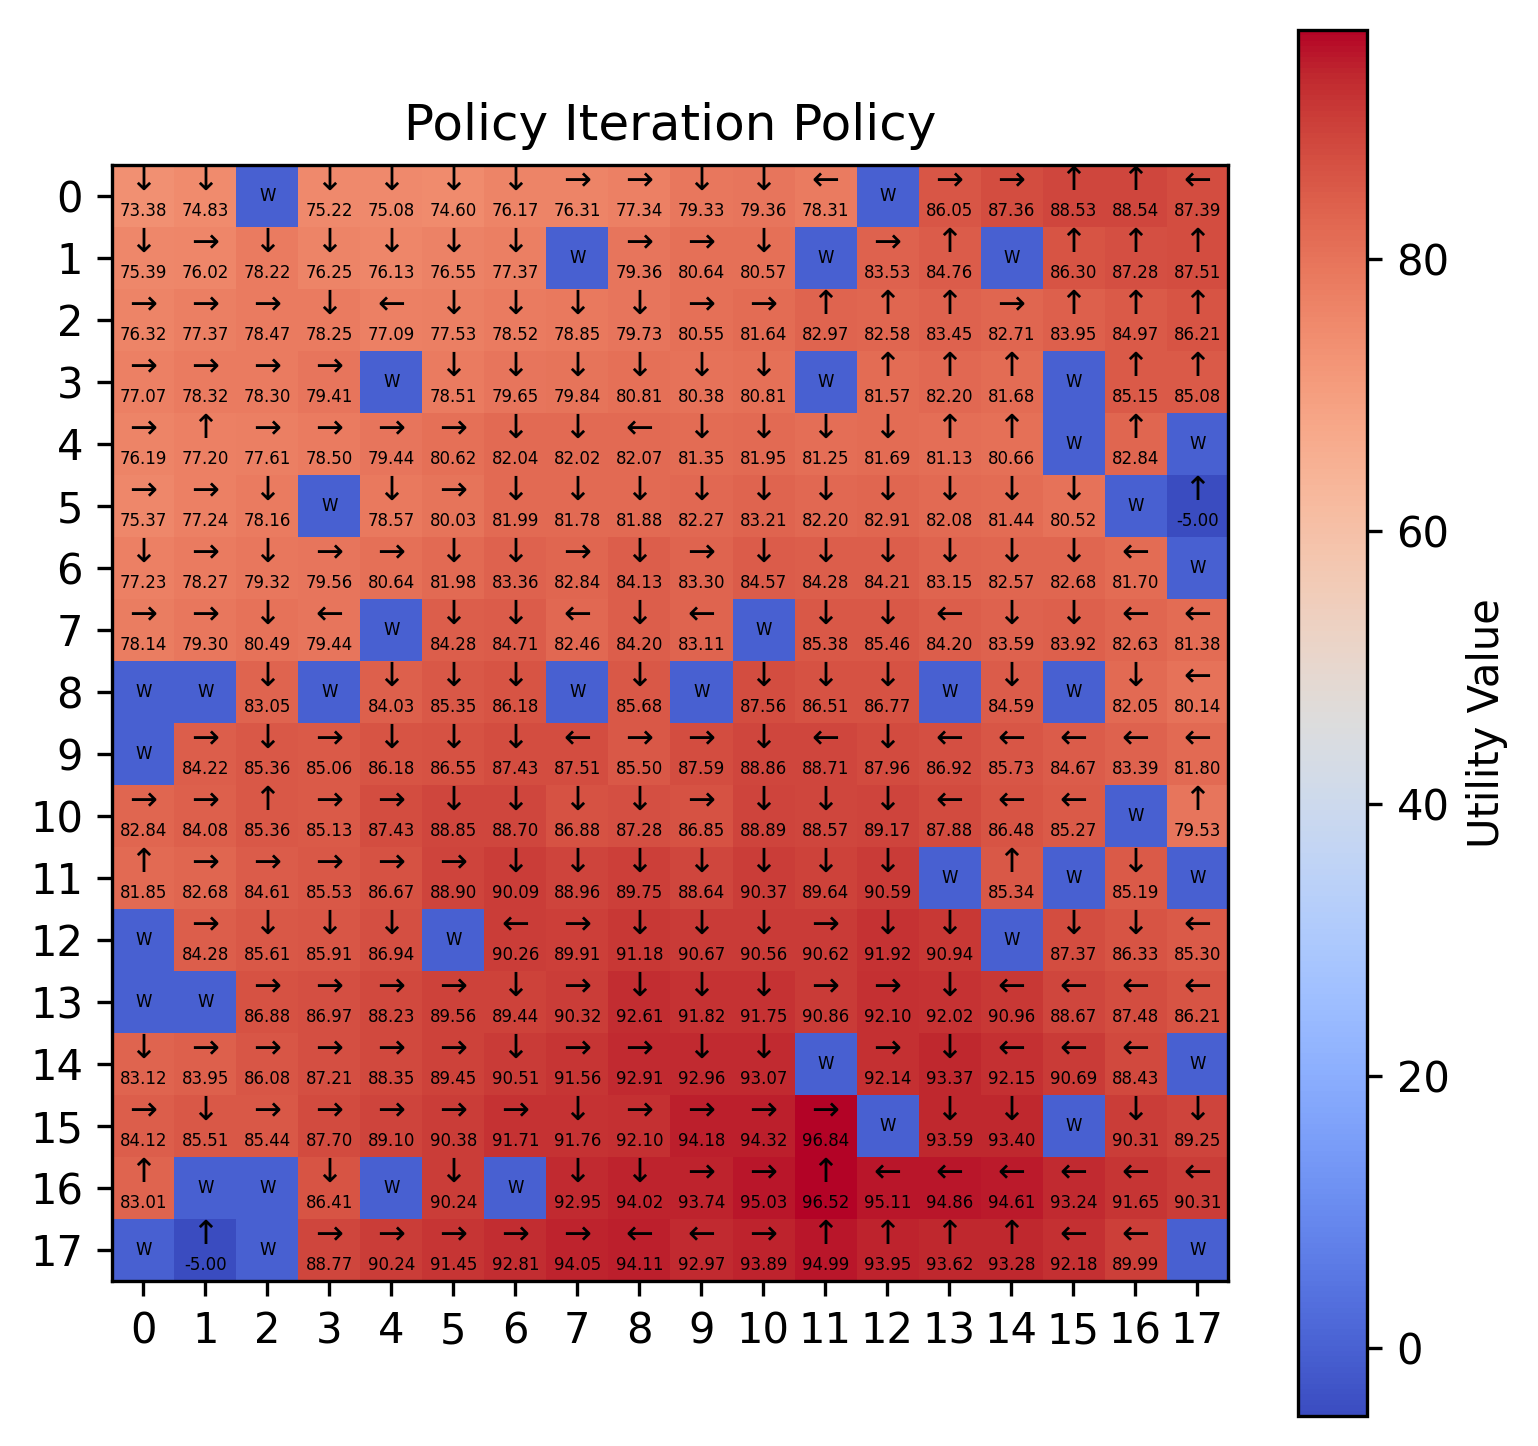 Policy Iteration Policy
0 ↓ ↓ W ↓ ↓ ↓ ↓ → → ↓ ↓ ← W → → ↑ ↑ ←
73.38 74.83 75.22 75.08 74.60 76.17 76.31 77.34 79.33 79.36 78.31 86.05 87.36 88.53 88.54 87.39
1 ↓ → ↓ ↓ ↓ ↓ ↓ W → → ↓ W → ↑ W ↑ ↑ ↑
75.39 76.02 78.22 76.25 76.13 76.55 77.37 79.36 80.64 80.57 83.53 84.76 86.30 87.28 87.51
2 → → → ↓ ← ↓ ↓ ↓ ↓ → → ↑ ↑ ↑ → ↑ ↑ ↑
76.32 77.37 78.47 78.25 77.09 77.53 78.52 78.85 79.73 80.55 81.64 82.97 82.58 83.45 82.71 83.95 84.97 86.21
3 → → → → W ↓ ↓ ↓ ↓ ↓ ↓ W ↑ ↑ ↑ W ↑ ↑
77.07 78.32 78.30 79.41 78.51 79.65 79.84 80.81 80.38 80.81 81.57 82.20 81.68 85.15 85.08
4 → ↑ → → → → ↓ ↓ ← ↓ ↓ ↓ ↓ ↑ ↑ W ↑ W
76.19 77.20 77.61 78.50 79.44 80.62 82.04 82.02 82.07 81.35 81.95 81.25 81.69 81.13 80.66 82.84
5 → → ↓ W ↓ → ↓ ↓ ↓ ↓ ↓ ↓ ↓ ↓ ↓ ↓ W ↑
75.37 77.24 78.16 78.57 80.03 81.99 81.78 81.88 82.27 83.21 82.20 82.91 82.08 81.44 80.52 -5.00
6 ↓ → ↓ → → ↓ ↓ → ↓ → ↓ ↓ ↓ ↓ ↓ ↓ ← W
77.23 78.27 79.32 79.56 80.64 81.98 83.36 82.84 84.13 83.30 84.57 84.28 84.21 83.15 82.57 82.68 81.70
7 → → ↓ ← W ↓ ↓ ← ↓ ← W ↓ ↓ ← ↓ ↓ ← ←
78.14 79.30 80.49 79.44 84.28 84.71 82.46 84.20 83.11 85.38 85.46 84.20 83.59 83.92 82.63 81.38
8 W W ↓ W ↓ ↓ ↓ W ↓ W ↓ ↓ ↓ W ↓ W ↓ ←
83.05 84.03 85.35 86.18 85.68 87.56 86.51 86.77 84.59 82.05 80.14
9 W → ↓ → ↓ ↓ ↓ ← → → ↓ ← ↓ ← ← ← ← ←
84.22 85.36 85.06 86.18 86.55 87.43 87.51 85.50 87.59 88.86 88.71 87.96 86.92 85.73 84.67 83.39 81.80
10 → → ↑ → → ↓ ↓ ↓ ↓ → ↓ ↓ ↓ ← ← ← W ↑
82.84 84.08 85.36 85.13 87.43 88.85 88.70 86.88 87.28 86.85 88.89 88.57 89.17 87.88 86.48 85.27 79.53
11 ↑ → → → → → ↓ ↓ ↓ ↓ ↓ ↓ ↓ W ↑ W ↓ W
81.85 82.68 84.61 85.53 86.67 88.90 90.09 88.96 89.75 88.64 90.37 89.64 90.59 85.34 85.19
12 W → ↓ ↓ ↓ W ← → ↓ ↓ ↓ → ↓ ↓ W ↓ ↓ ←
84.28 85.61 85.91 86.94 90.26 89.91 91.18 90.67 90.56 90.62 91.92 90.94 87.37 86.33 85.30
13 W W → → → → ↓ → ↓ ↓ ↓ → → ↓ ← ← ← ←
86.88 86.97 88.23 89.56 89.44 90.32 92.61 91.82 91.75 90.86 92.10 92.02 90.96 88.67 87.48 86.21
14 ↓ → → → → → ↓ → → ↓ ↓ W → ↓ ← ← ← W
83.12 83.95 86.08 87.21 88.35 89.45 90.51 91.56 92.91 92.96 93.07 92.14 93.37 92.15 90.69 88.43
15 → ↓ → → → → → ↓ → → → → W ↓ ↓ W ↓ ↓
84.12 85.51 85.44 87.70 89.10 90.38 91.71 91.76 92.10 94.18 94.32 96.84 93.59 93.40 90.31 89.25
16 ↑ W W ↓ W ↓ W ↓ ↓ → → ↑ ← ← ← ← ← ←
83.01 86.41 90.24 92.95 94.02 93.74 95.03 96.52 95.11 94.86 94.61 93.24 91.65 90.31
17 W ↑ W → → → → → ← ← → ↑ ↑ ↑ ↑ ← ← W
-5.00 88.77 90.24 91.45 92.81 94.05 94.11 92.97 93.89 94.99 93.95 93.62 93.28 92.18 89.99
0 1 2 3 4 5 6 7 8 9 10 11 12 13 14 15 16 17
80
60
40
20
0
Utility Value